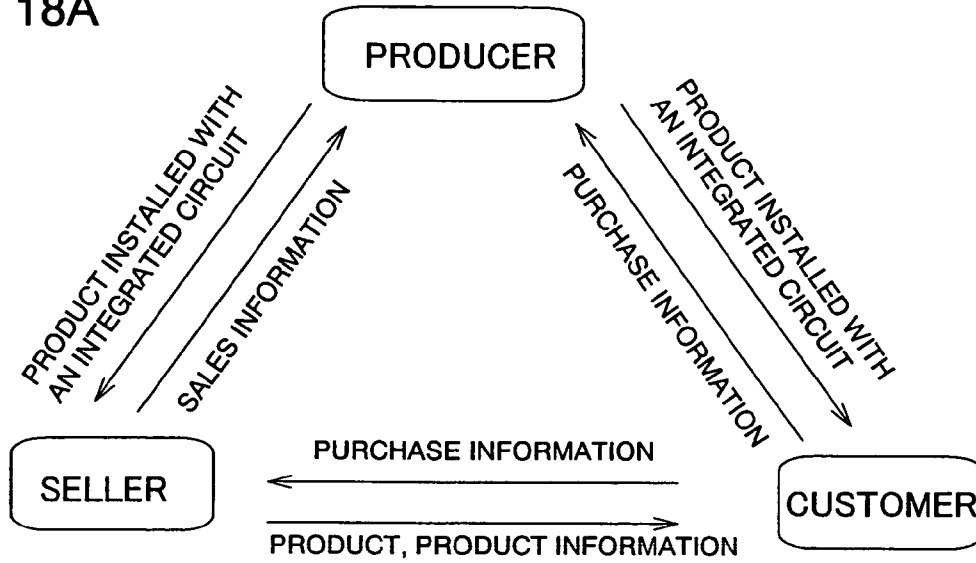 18A
PRODUCER
PRODUCT INSTALLED WITH
AN INTEGRATED CIRCUIT
SALES INFORMATION
PURCHASE INFORMATION
PRODUCT INSTALLED WITH
AN INTEGRATED CIRCUIT
SELLER
PURCHASE INFORMATION
PRODUCT, PRODUCT INFORMATION
CUSTOMER